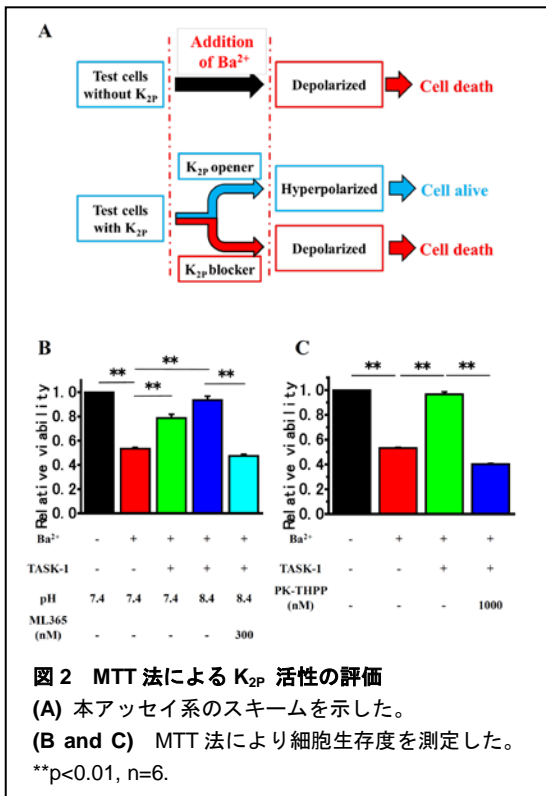 A
Addition
of Ba²⁺
Test cells
without K₂P
Depolarized
Cell death
K₂P opener
Hyperpolarized
Cell alive
Test cells
with K₂P
K₂P blocker
Depolarized
Cell death
B
** **
** **
Relative viability
1.0
0.8
0.6
0.4
0.2
0.0
Ba²⁺ - + + + +
TASK-1 - - + + +
pH 7.4 7.4 7.4 8.4 8.4
ML365
(nM) - - - - 300
C
** ** **
Relative viability
1.0
0.8
0.6
0.4
0.2
0.0
Ba²⁺ - + + +
TASK-1 - - + +
PK-THPP
(nM) - - - 1000
図 2 MTT 法による K₂P 活性の評価
(A) 本アッセイ系のスキームを示した。
(B and C) MTT 法により細胞生存度を測定した。
**p<0.01, n=6.